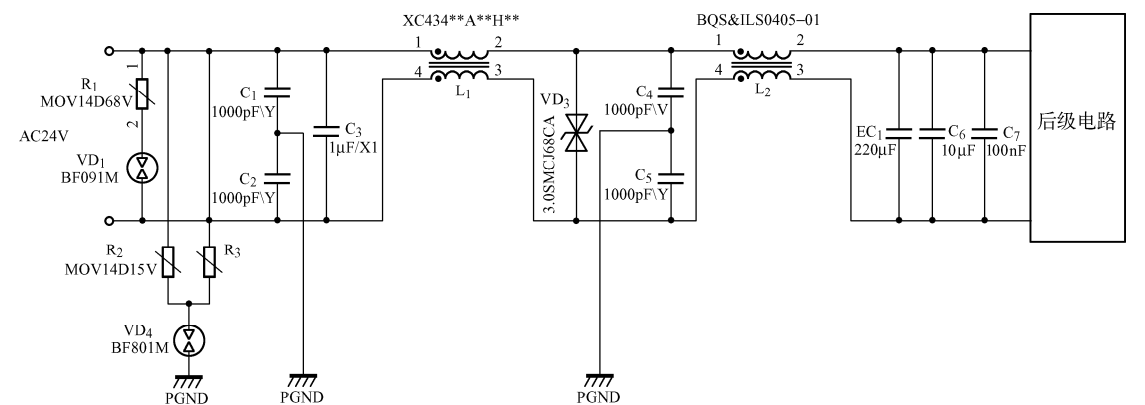 XC434**A**H**
BQS&ILS0405-01
1
2
4
3
L1
1
2
4
3
L2
1
R1
MOV14D68V
2
AC24V
VD1
BF091M
C1
1000pF\Y
C2
1000pF\Y
C3
1μF/X1
VD3
3.0SMCJ68CA
C4
1000pF\V
C5
1000pF\Y
EC1
220μF
C6
10μF
C7
100nF
后级电路
R2
MOV14D15V
R3
VD4
BF801M
PGND
PGND
PGND